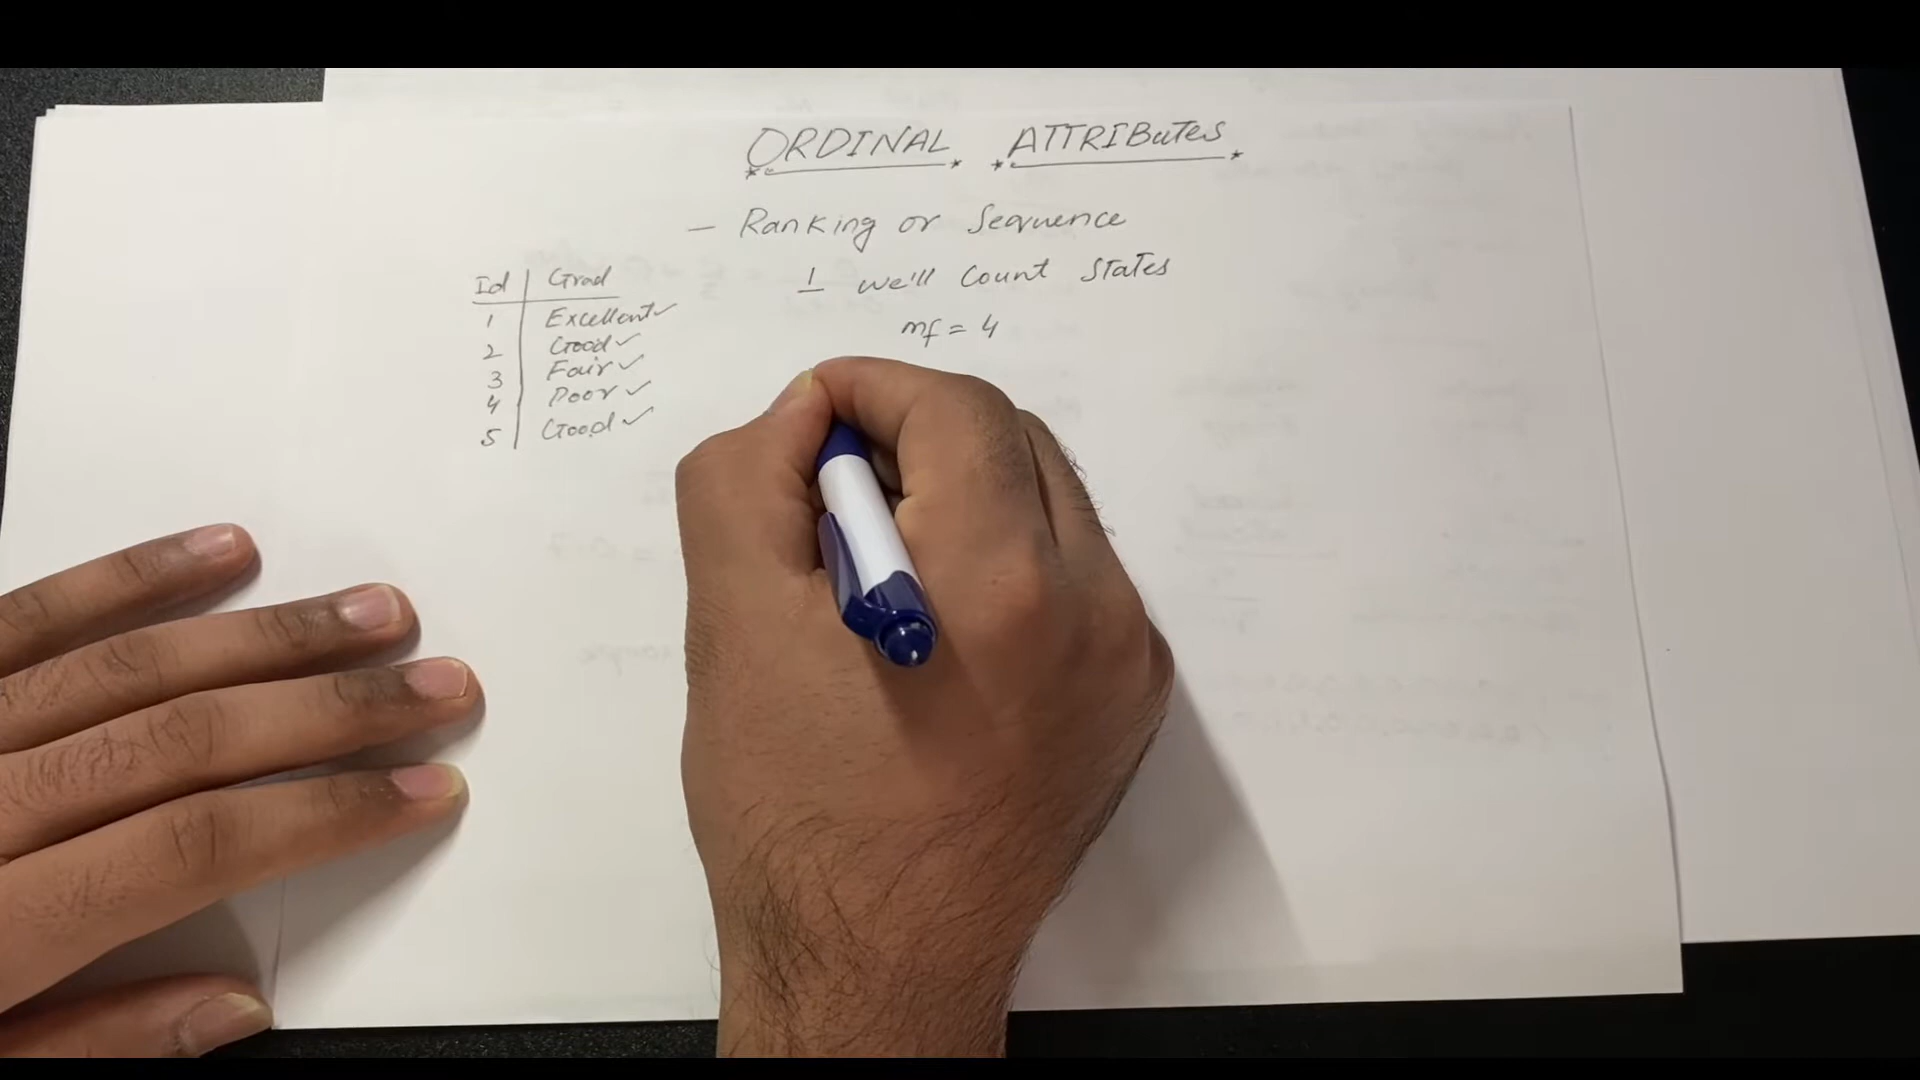 ORDINAL ATTRIButes
- Ranking or Sequence
1 we'll Count States
mf = 4
Id | Grad
1 Excellent ✓
2 Good ✓
3 Fair ✓
4 Poor ✓
5 Good ✓